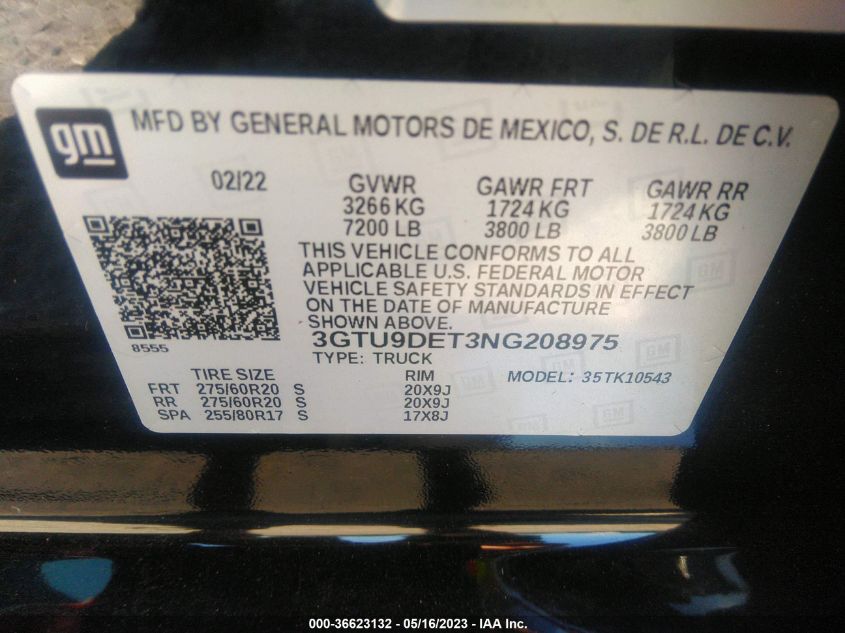 gm MFD BY GENERAL MOTORS DE MEXICO, S. DE R.L. DE C.V.
02/22 GVWR GAWR FRT GAWR RR
3266 KG 1724 KG 1724 KG
7200 LB 3800 LB 3800 LB
THIS VEHICLE CONFORMS TO ALL
APPLICABLE U.S. FEDERAL MOTOR
VEHICLE SAFETY STANDARDS IN EFFECT
ON THE DATE OF MANUFACTURE
SHOWN ABOVE.
8555 3GTU9DET3NG208975
TYPE: TRUCK
TIRE SIZE RIM MODEL: 35TK10543
FRT 275/60R20 S 20X9J
RR 275/60R20 S 20X9J
SPA 255/80R17 S 17X8J
000-36623132 - 05/16/2023 - IAA Inc.